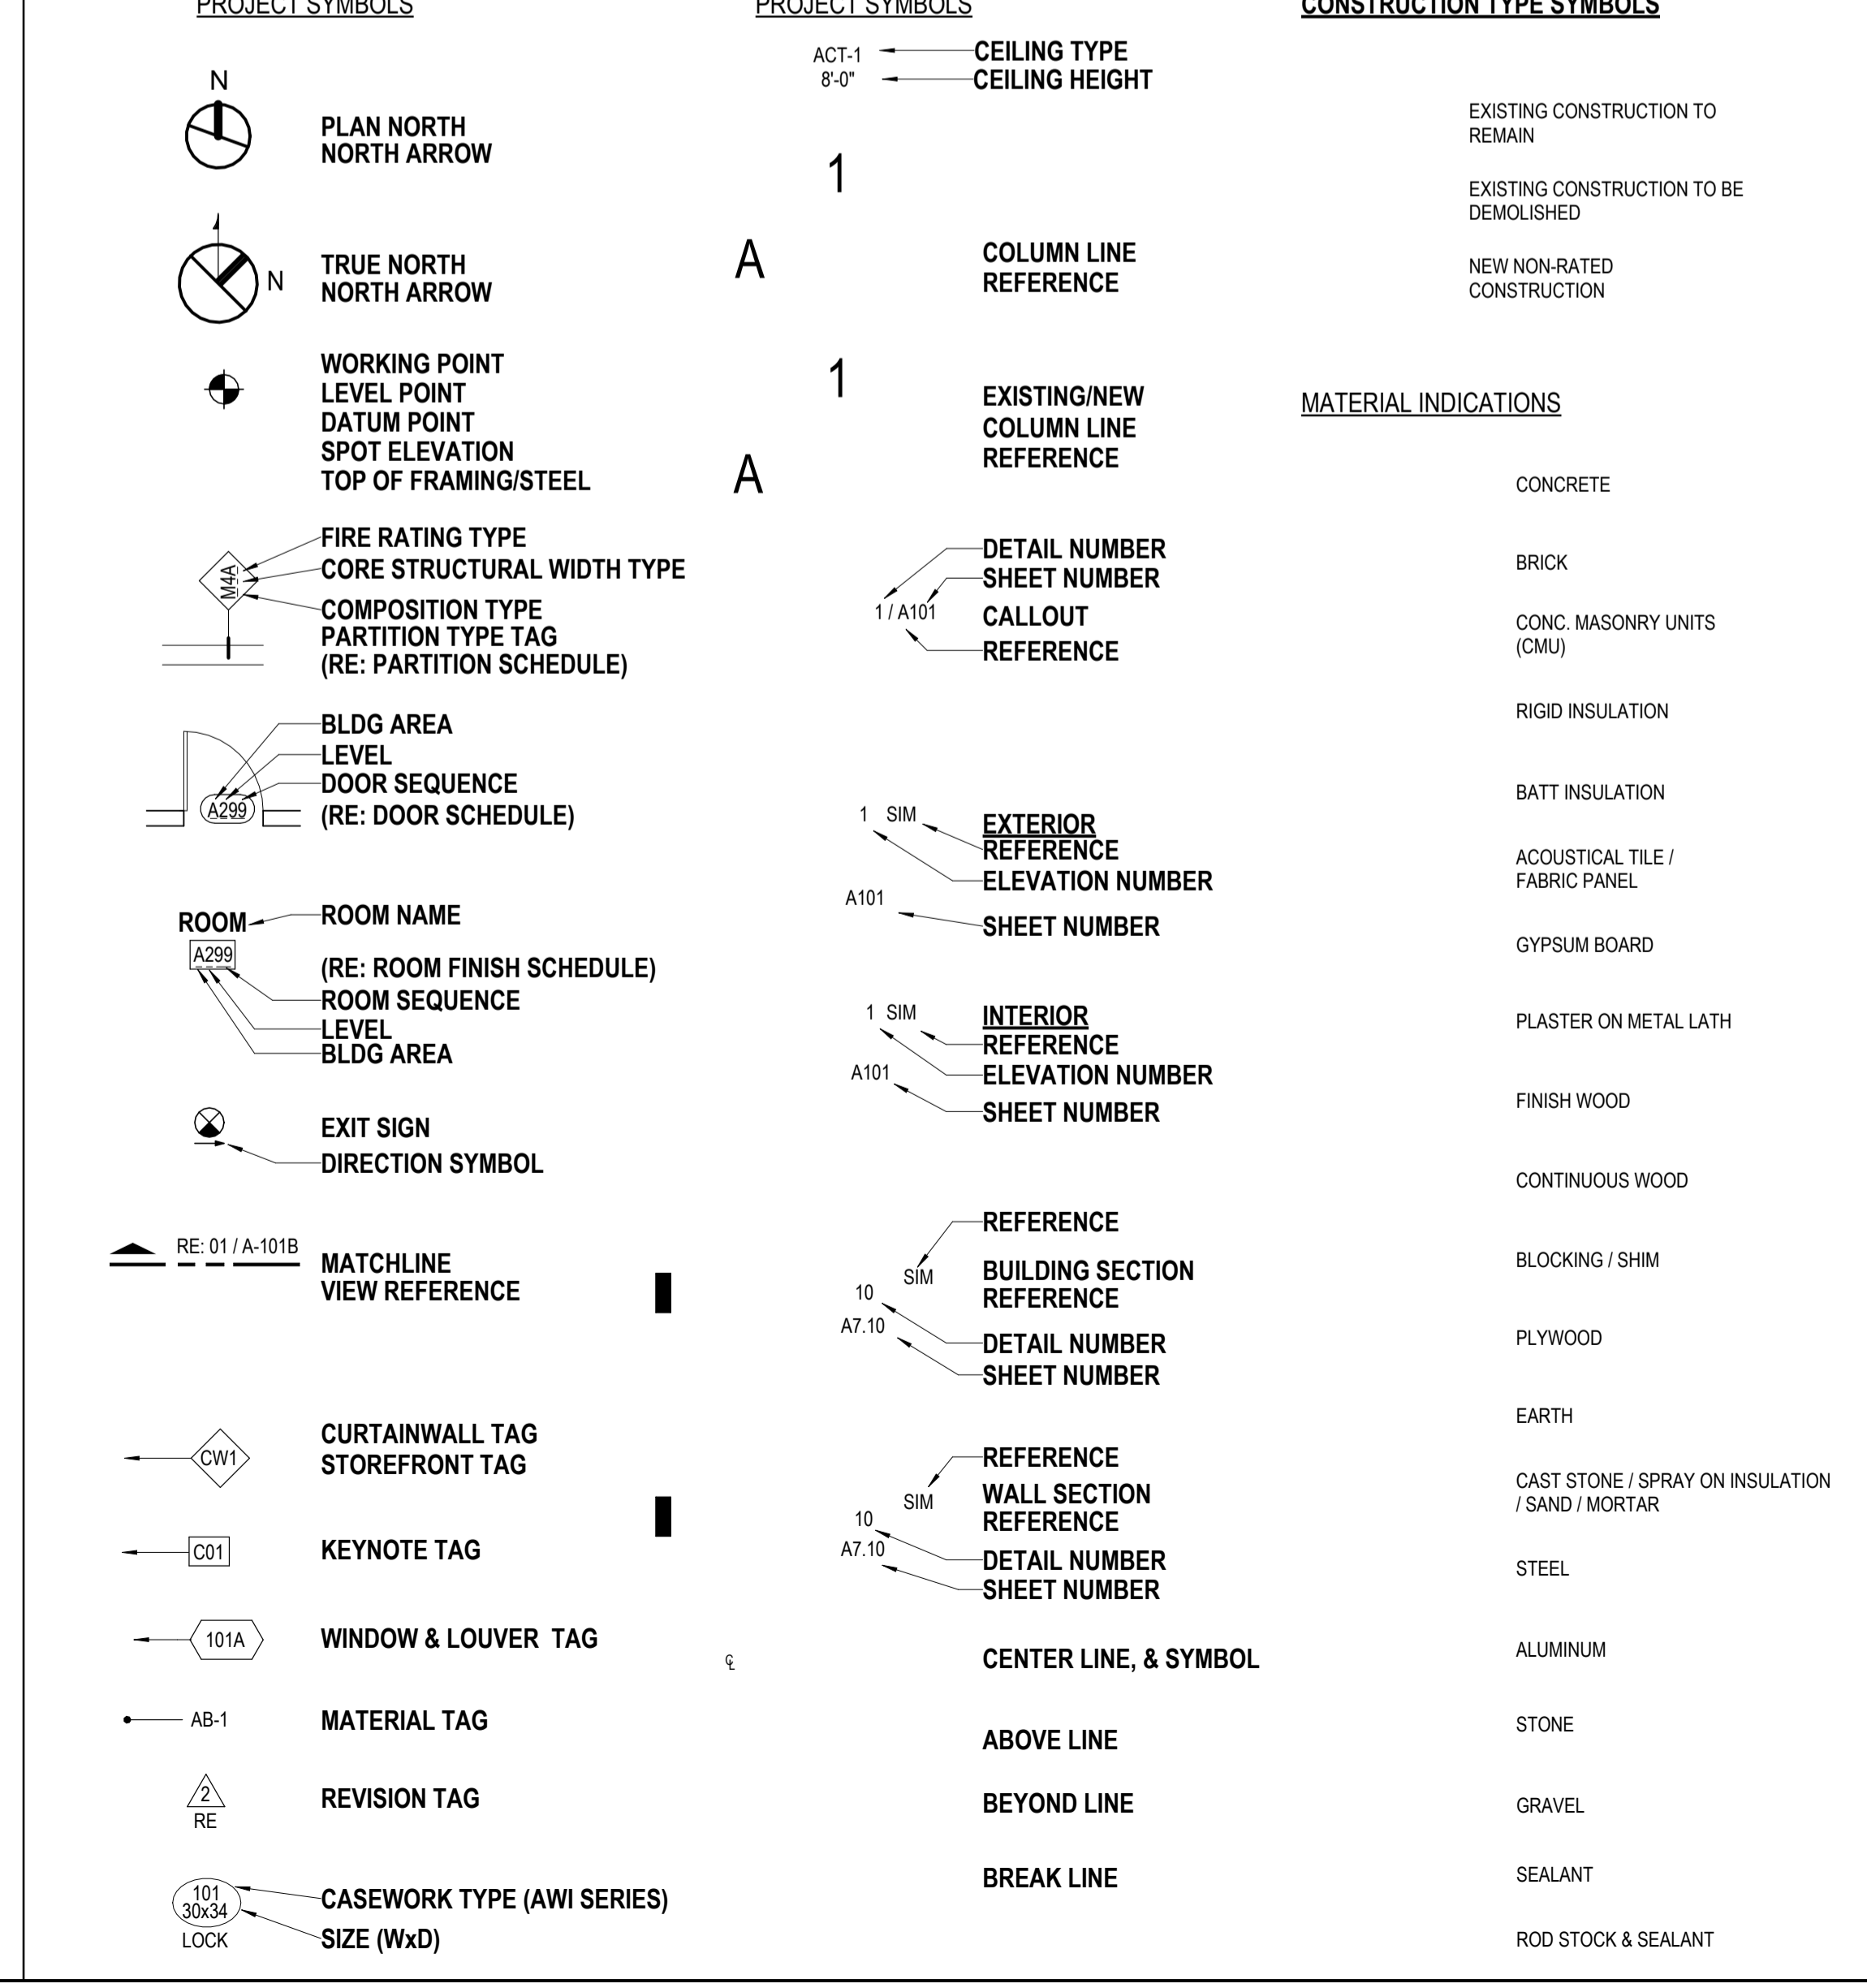 PROJECT SYMBOLS
N
PLAN NORTH
NORTH ARROW
N
TRUE NORTH
NORTH ARROW
WORKING POINT
LEVEL POINT
DATUM POINT
SPOT ELEVATION
TOP OF FRAMING/STEEL
M4A
FIRE RATING TYPE
CORE STRUCTURAL WIDTH TYPE
COMPOSITION TYPE
PARTITION TYPE TAG
(RE: PARTITION SCHEDULE)
BLDG AREA
LEVEL
DOOR SEQUENCE
A299
(RE: DOOR SCHEDULE)
ROOM
ROOM NAME
A299
(RE: ROOM FINISH SCHEDULE)
ROOM SEQUENCE
LEVEL
BLDG AREA
EXIT SIGN
DIRECTION SYMBOL
RE: 01 / A-101B
MATCHLINE
VIEW REFERENCE
CW1
CURTAINWALL TAG
STOREFRONT TAG
C01
KEYNOTE TAG
101A
WINDOW & LOUVER TAG
AB-1
MATERIAL TAG
2
RE
REVISION TAG
101
30x34
LOCK
CASEWORK TYPE (AWI SERIES)
SIZE (WxD)
PROJECT SYMBOLS
ACT-1
CEILING TYPE
8'-0"
CEILING HEIGHT
1
A
COLUMN LINE
REFERENCE
1
EXISTING/NEW
COLUMN LINE
REFERENCE
A
DETAIL NUMBER
SHEET NUMBER
1 / A101
CALLOUT
REFERENCE
1 SIM
EXTERIOR
REFERENCE
ELEVATION NUMBER
A101
SHEET NUMBER
1 SIM
INTERIOR
REFERENCE
ELEVATION NUMBER
A101
SHEET NUMBER
REFERENCE
SIM
BUILDING SECTION
REFERENCE
10
A7.10
DETAIL NUMBER
SHEET NUMBER
REFERENCE
SIM
WALL SECTION
REFERENCE
10
A7.10
DETAIL NUMBER
SHEET NUMBER
℄
CENTER LINE, & SYMBOL
ABOVE LINE
BEYOND LINE
BREAK LINE
CONSTRUCTION TYPE SYMBOLS
EXISTING CONSTRUCTION TO
REMAIN
EXISTING CONSTRUCTION TO BE
DEMOLISHED
NEW NON-RATED
CONSTRUCTION
MATERIAL INDICATIONS
CONCRETE
BRICK
CONC. MASONRY UNITS
(CMU)
RIGID INSULATION
BATT INSULATION
ACOUSTICAL TILE /
FABRIC PANEL
GYPSUM BOARD
PLASTER ON METAL LATH
FINISH WOOD
CONTINUOUS WOOD
BLOCKING / SHIM
PLYWOOD
EARTH
CAST STONE / SPRAY ON INSULATION
/ SAND / MORTAR
STEEL
ALUMINUM
STONE
GRAVEL
SEALANT
ROD STOCK & SEALANT